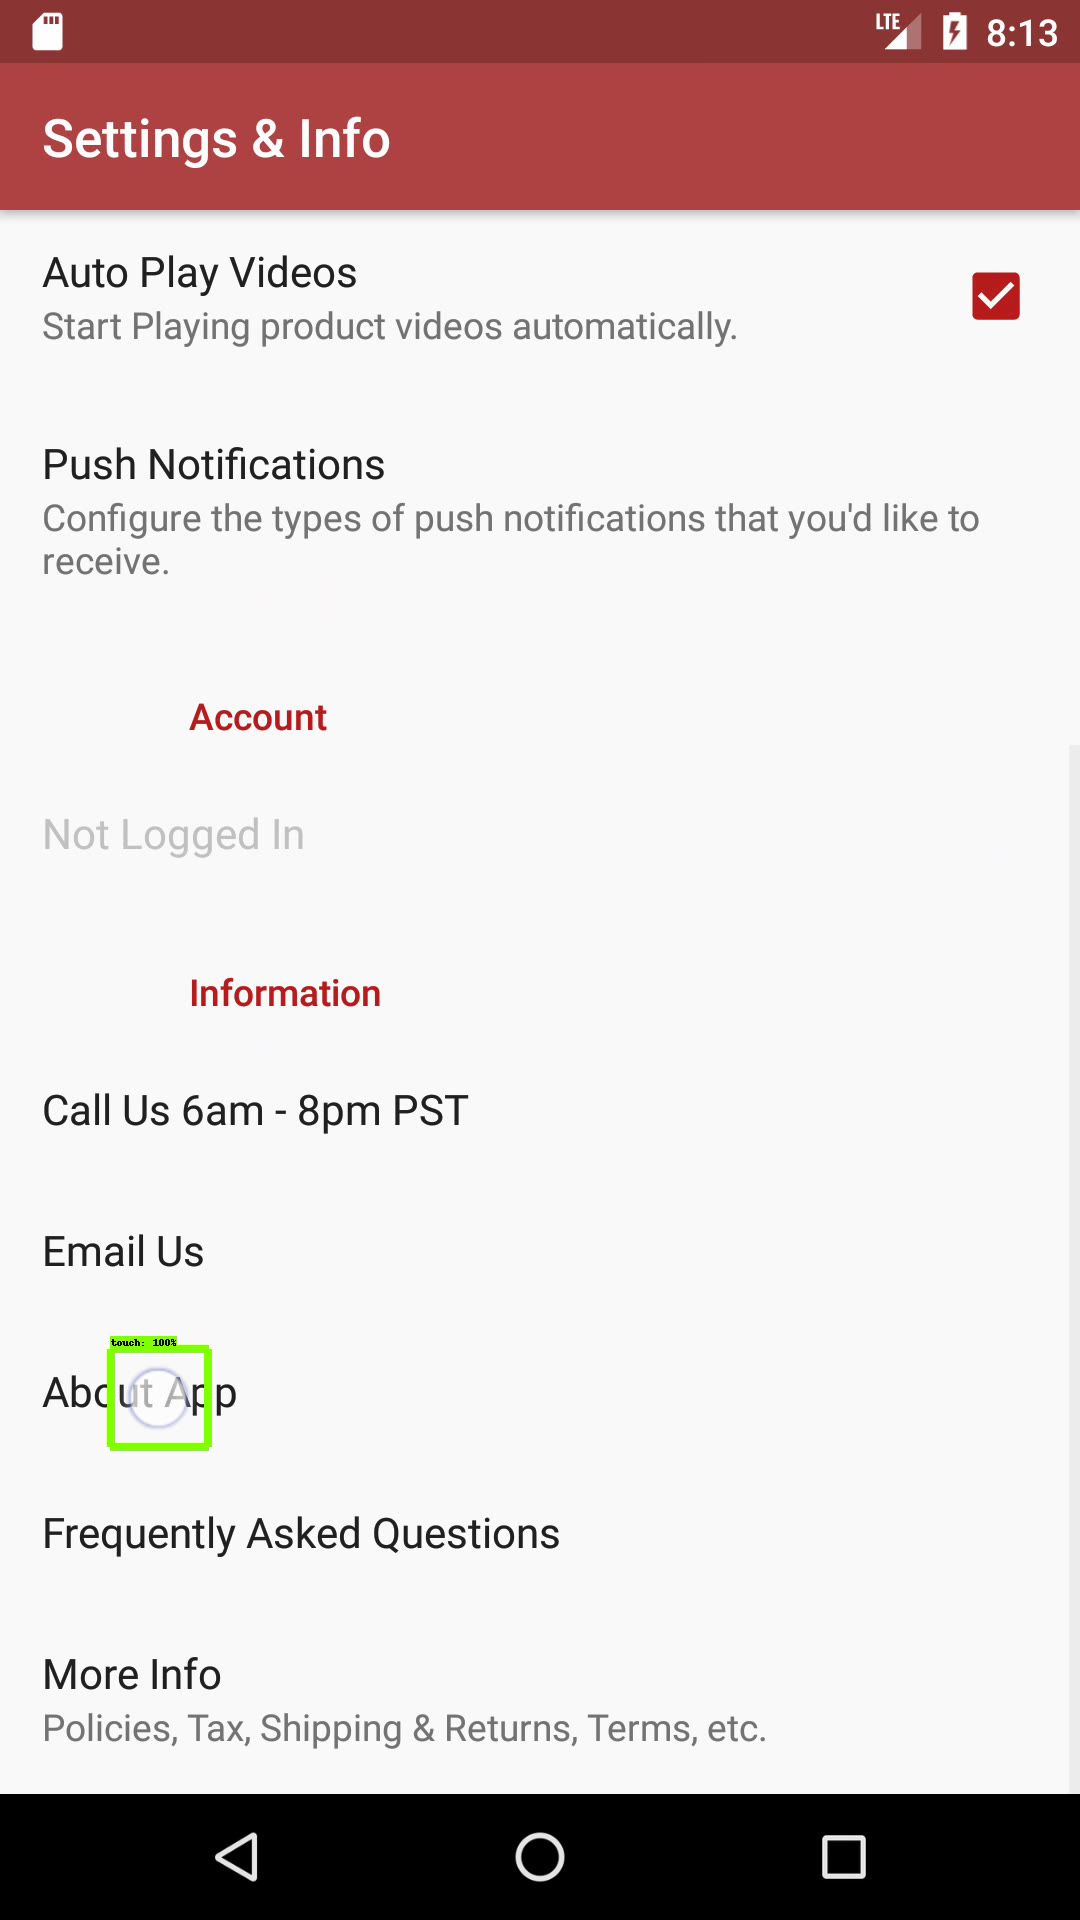 LTE 8:13
Settings & Info
Auto Play Videos
Start Playing product videos automatically.
Push Notifications
Configure the types of push notifications that you'd like to
receive.
Account
Not Logged In
Information
Call Us 6am - 8pm PST
Email Us
touch: 100%
About App
Frequently Asked Questions
More Info
Policies, Tax, Shipping & Returns, Terms, etc.